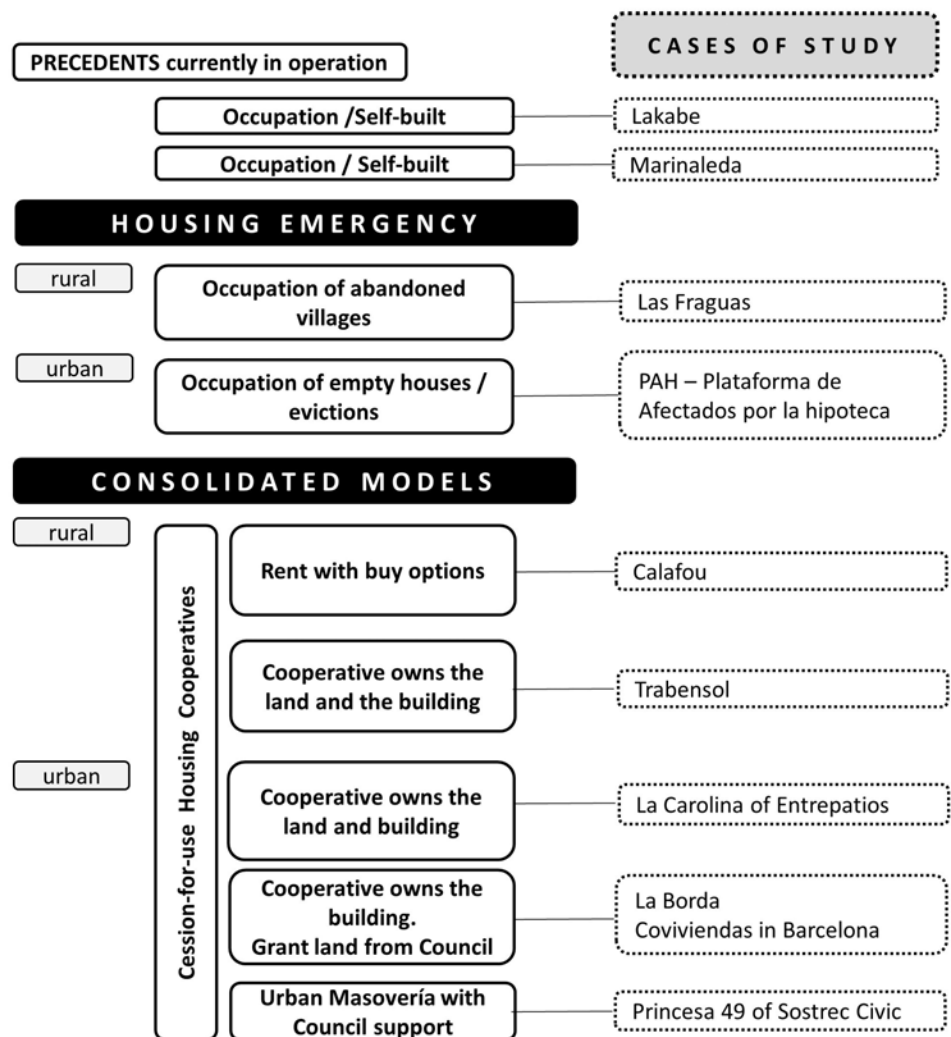 CASES OF STUDY
PRECEDENTS currently in operation
Occupation /Self-built
Lakabe
Occupation / Self-built
Marinaleda
HOUSING EMERGENCY
rural
Occupation of abandoned
villages
Las Fraguas
urban
Occupation of empty houses /
evictions
PAH – Plataforma de
Afectados por la hipoteca
CONSOLIDATED MODELS
rural
Cession-for-use Housing Cooperatives
Rent with buy options
Calafou
Cooperative owns the
land and the building
Trabensol
urban
Cooperative owns the
land and building
La Carolina of Entrepatios
Cooperative owns the
building.
Grant land from Council
La Borda
Coviviendas in Barcelona
Urban Masovería with
Council support
Princesa 49 of Sostrec Civic